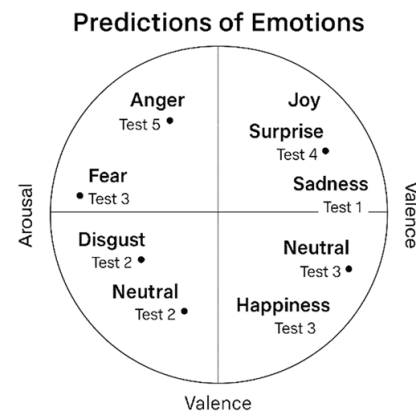 Predictions of Emotions
Anger
Test 5
Joy
Surprise
Test 4
Fear
Test 3
Sadness
Test 1
Arousal
Valence
Disgust
Test 2
Neutral
Test 3
Neutral
Test 2
Happiness
Test 3
Valence